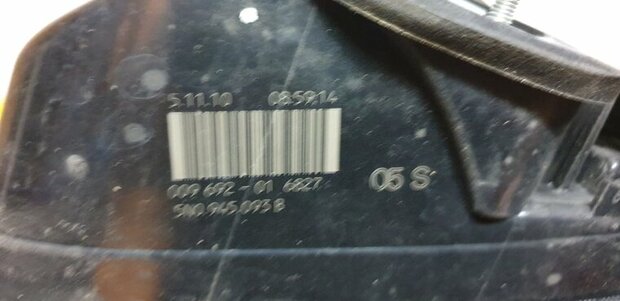 5.11.10 08:59:14
009 692 - 01 6827
05 S
5N0 945 093 B